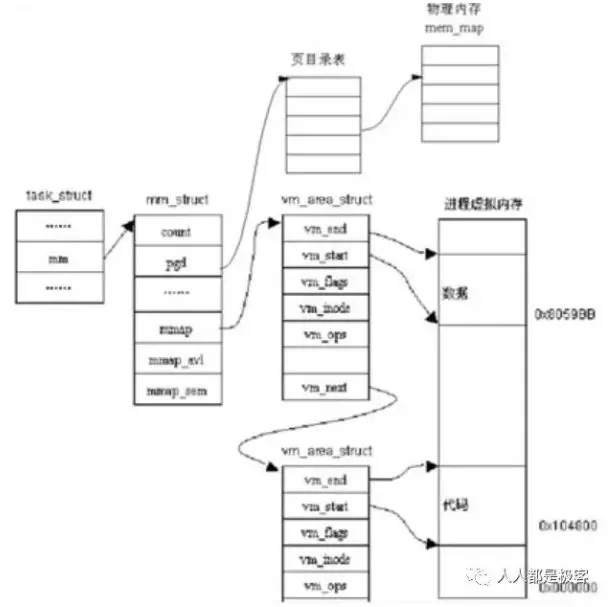 物理内存
mem_map
页目录表
task_struct
······
mm
······
mm_struct
count
pgd
······
mmap
mmap_avl
mmap_sem
vm_area_struct
vm_end
vm_start
vm_flags
vm_inode
vm_ops
vm_next
进程虚拟内存
数据
0x8059BB
vm_area_struct
vm_end
vm_start
vm_flags
vm_inode
vm_ops
代码
0x104800
0x000000
人人都是极客